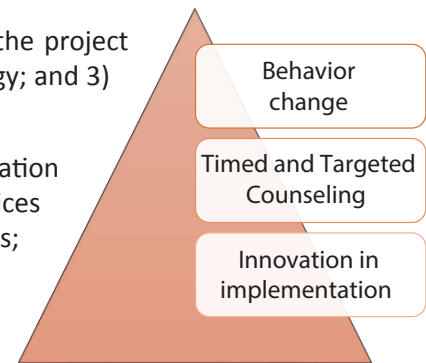 the project
gy; and 3)
ation
ices
s;
Behavior
change
Timed and Targeted
Counseling
Innovation in
implementation